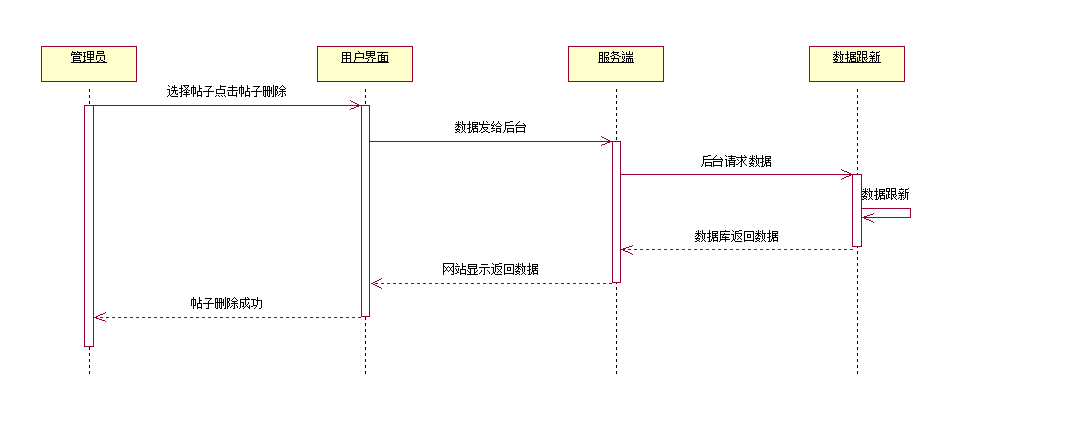 管理员
用户界面
服务端
数据跟新
选择帖子点击帖子删除
数据发给后台
后台请求数据
数据跟新
数据库返回数据
网站显示返回数据
帖子删除成功